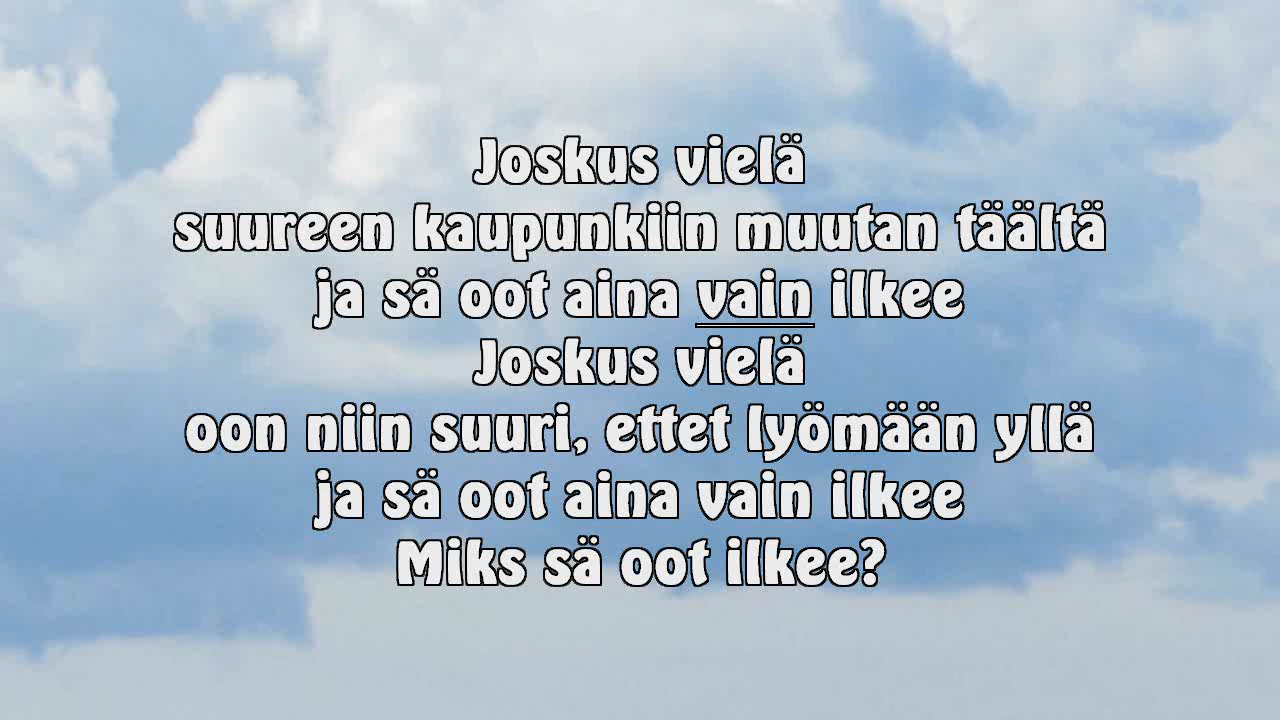 Joskus vielä
suureen kaupunkiin muutan täältä
ja sä oot aina vain ilkee
Joskus vielä
oon niin suuri, ettet lyömään yllä
ja sä oot aina vain ilkee
Miks sä oot ilkee?